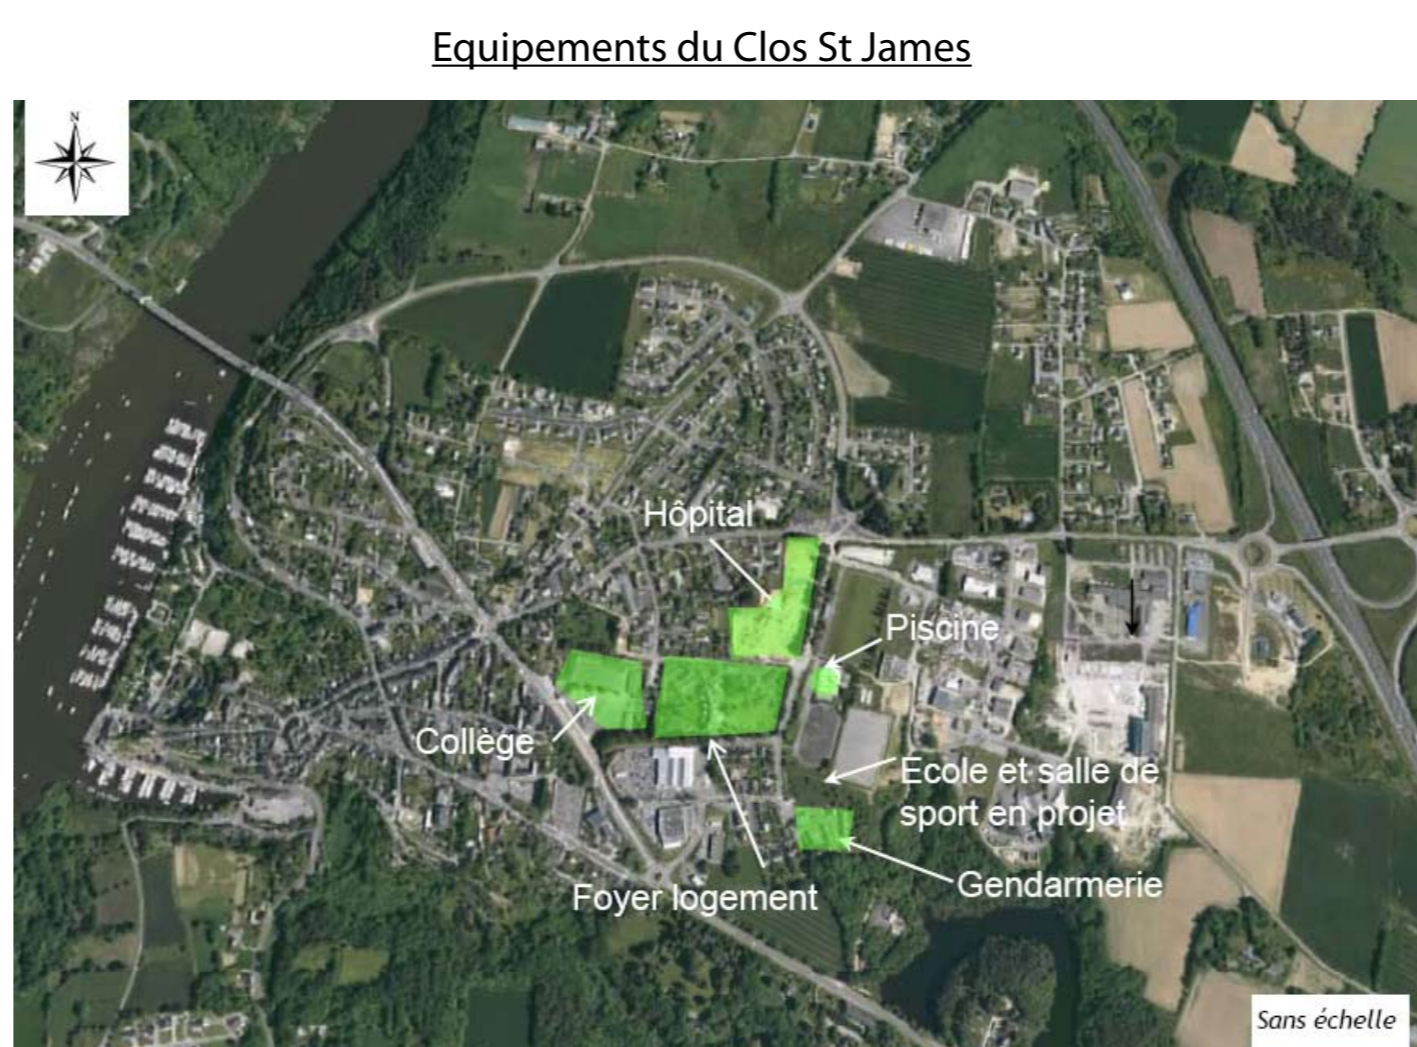 Equipements du Clos St James
N
Hôpital
Piscine
Collège
Ecole et salle de
sport en projet
Foyer logement
Gendarmerie
Sans échelle